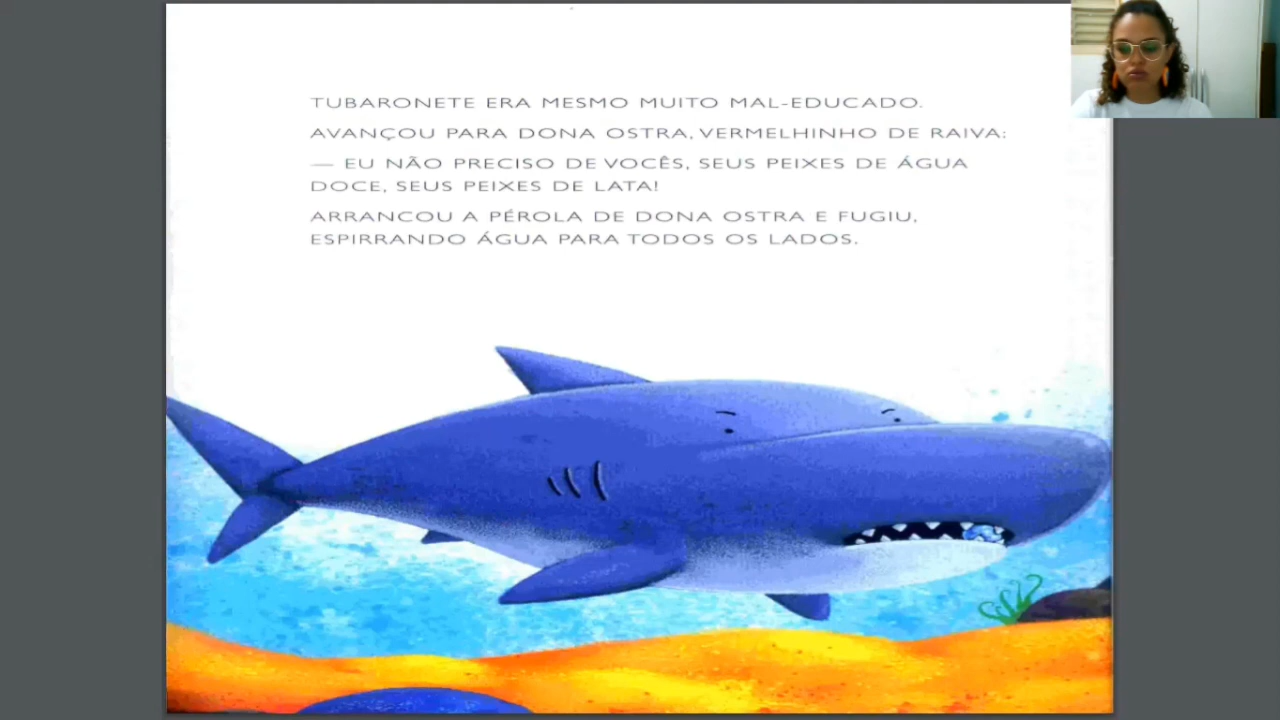 TUBARONETE ERA MESMO MUITO MAL-EDUCADO.
AVANÇOU PARA DONA OSTRA, VERMELHINHO DE RAIVA:
— EU NÃO PRECISO DE VOCÊS, SEUS PEIXES DE ÁGUA
DOCE, SEUS PEIXES DE LATA!
ARRANCOU A PÉROLA DE DONA OSTRA E FUGIU,
ESPIRRANDO ÁGUA PARA TODOS OS LADOS.